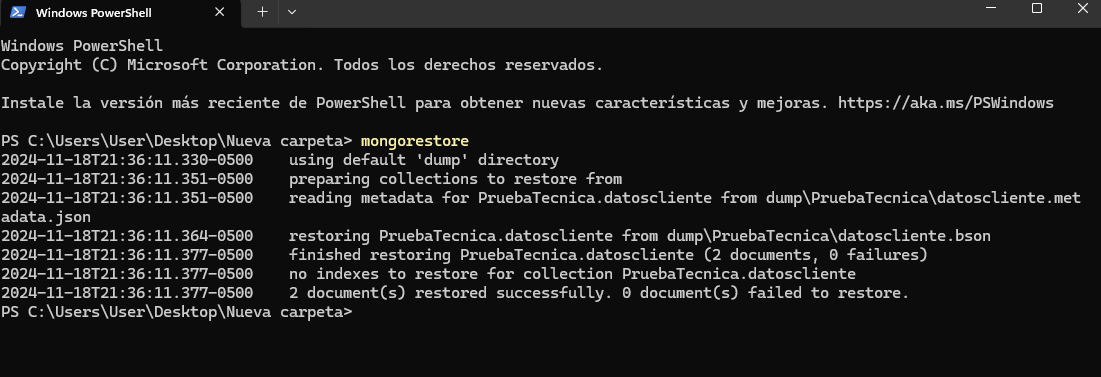 Windows PowerShell
Windows PowerShell
Copyright (C) Microsoft Corporation. Todos los derechos reservados.
Instale la versión más reciente de PowerShell para obtener nuevas características y mejoras. https://aka.ms/PSWindows
PS C:\Users\User\Desktop\Nueva carpeta> mongorestore
2024-11-18T21:36:11.330-0500    using default 'dump' directory
2024-11-18T21:36:11.351-0500    preparing collections to restore from
2024-11-18T21:36:11.351-0500    reading metadata for PruebaTecnica.datoscliente from dump\PruebaTecnica\datoscliente.met
adata.json
2024-11-18T21:36:11.364-0500    restoring PruebaTecnica.datoscliente from dump\PruebaTecnica\datoscliente.bson
2024-11-18T21:36:11.377-0500    finished restoring PruebaTecnica.datoscliente (2 documents, 0 failures)
2024-11-18T21:36:11.377-0500    no indexes to restore for collection PruebaTecnica.datoscliente
2024-11-18T21:36:11.377-0500    2 document(s) restored successfully. 0 document(s) failed to restore.
PS C:\Users\User\Desktop\Nueva carpeta>